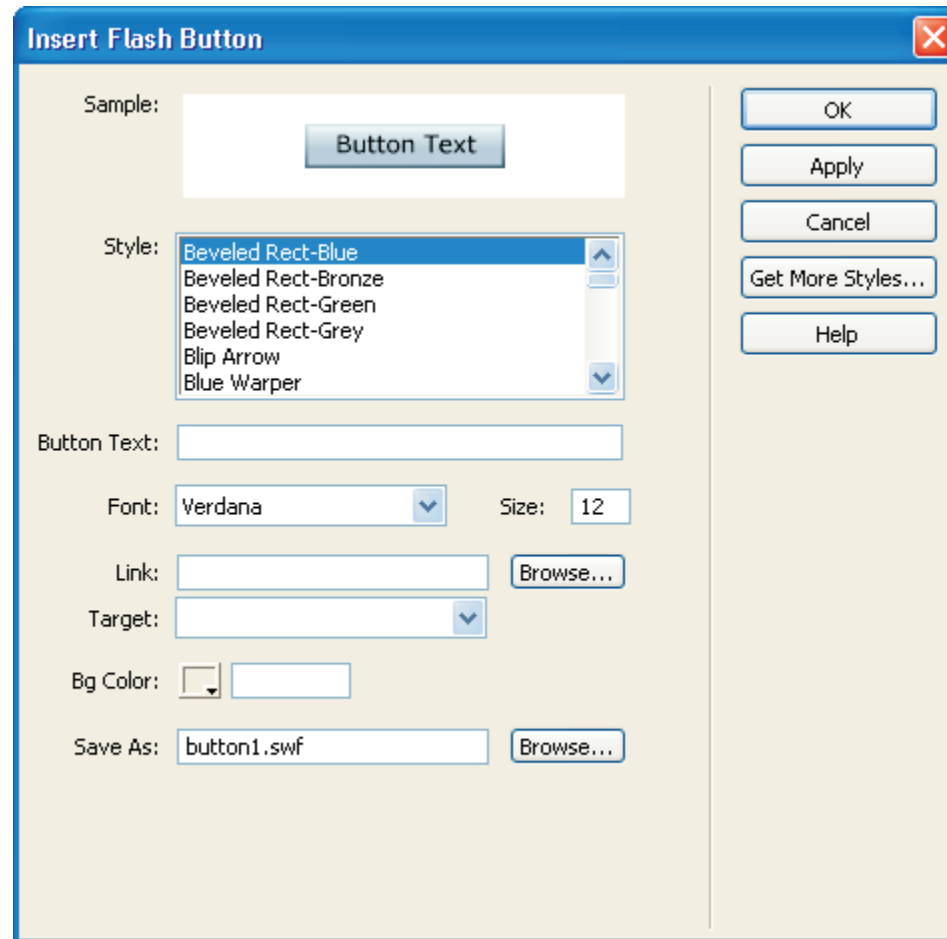 Insert Flash Button
Sample:
Button Text
OK
Apply
Cancel
Get More Styles...
Help
Style:
Beveled Rect-Blue
Beveled Rect-Bronze
Beveled Rect-Green
Beveled Rect-Grey
Blip Arrow
Blue Warper
Button Text:
Font: Verdana Size: 12
Link: Browse...
Target:
Bg Color:
Save As: button1.swf Browse...